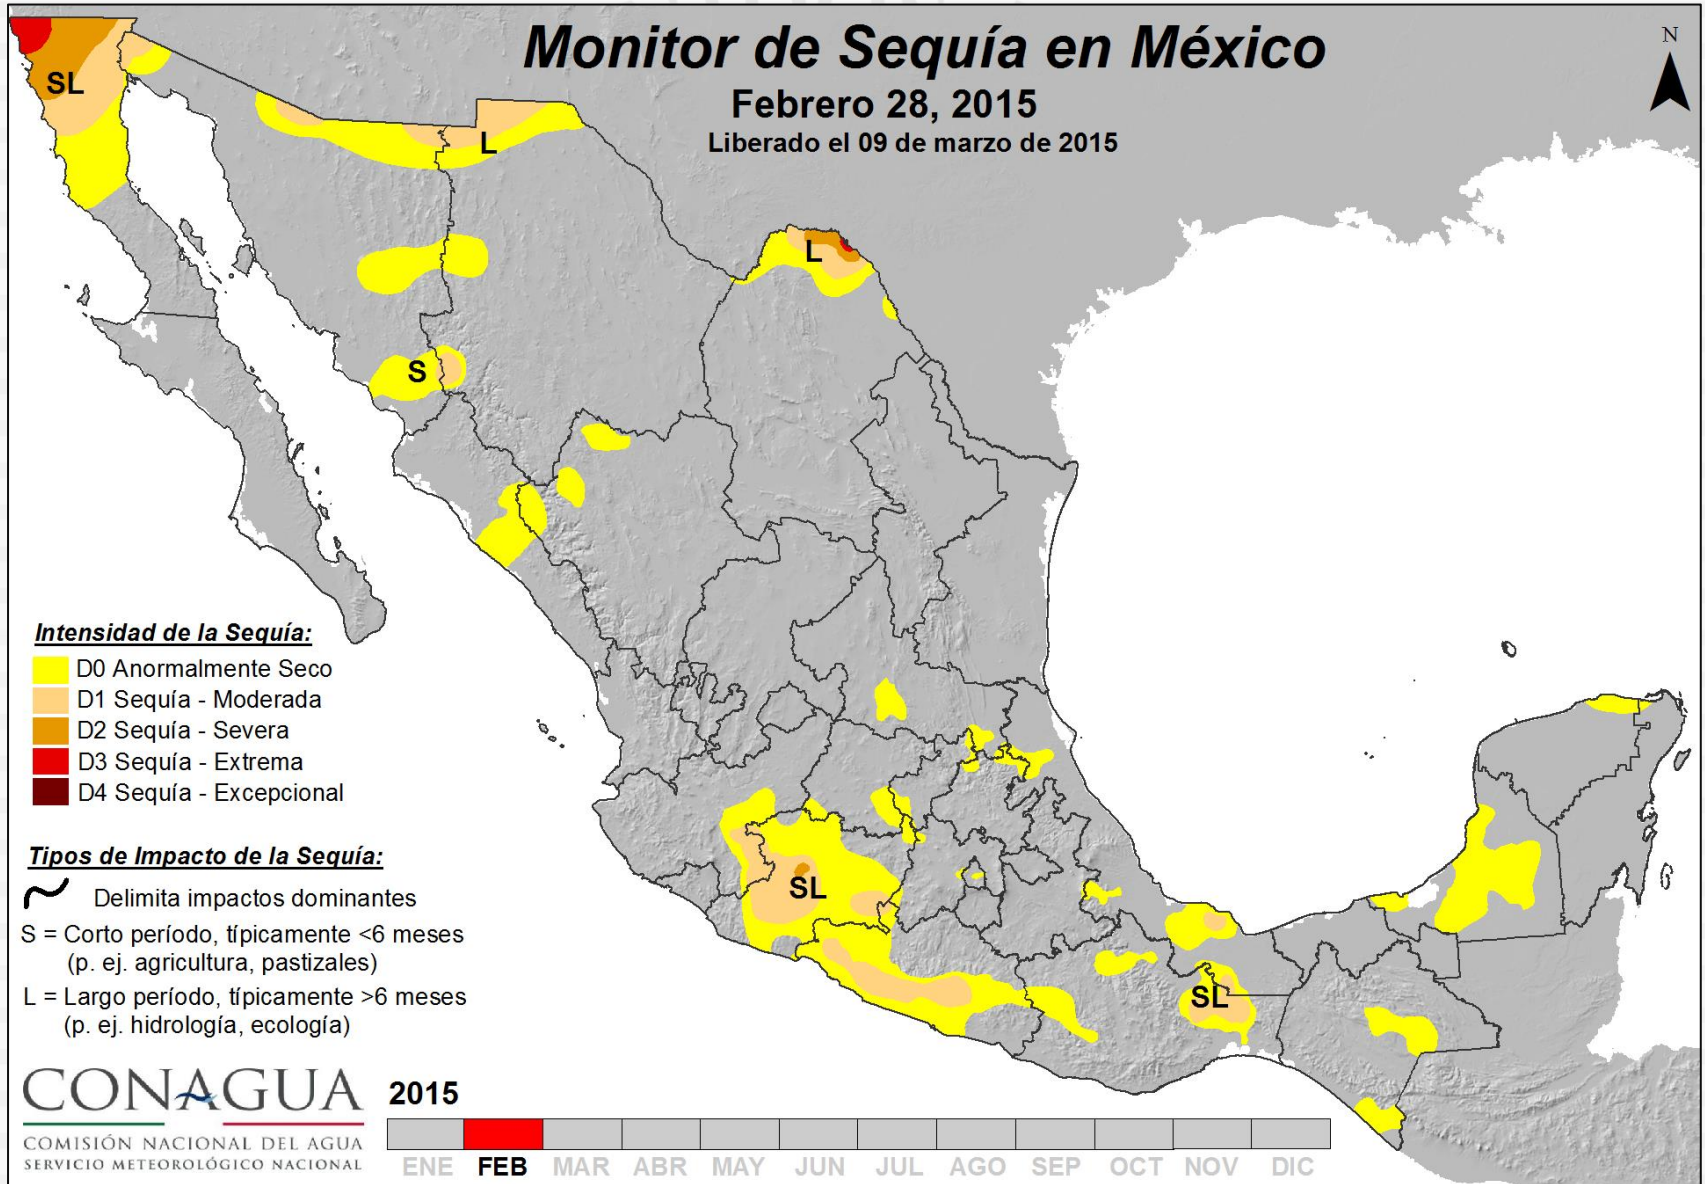 Monitor de Sequía en México
Febrero 28, 2015
Liberado el 09 de marzo de 2015
N
SL
L
L
S
SL
SL
Intensidad de la Sequía:
D0 Anormalmente Seco
D1 Sequía - Moderada
D2 Sequía - Severa
D3 Sequía - Extrema
D4 Sequía - Excepcional
Tipos de Impacto de la Sequía:
Delimita impactos dominantes
S = Corto período, típicamente <6 meses
(p. ej. agricultura, pastizales)
L = Largo período, típicamente >6 meses
(p. ej. hidrología, ecología)
CONAGUA
COMISIÓN NACIONAL DEL AGUA
SERVICIO METEOROLÓGICO NACIONAL
2015
ENE FEB MAR ABR MAY JUN JUL AGO SEP OCT NOV DIC